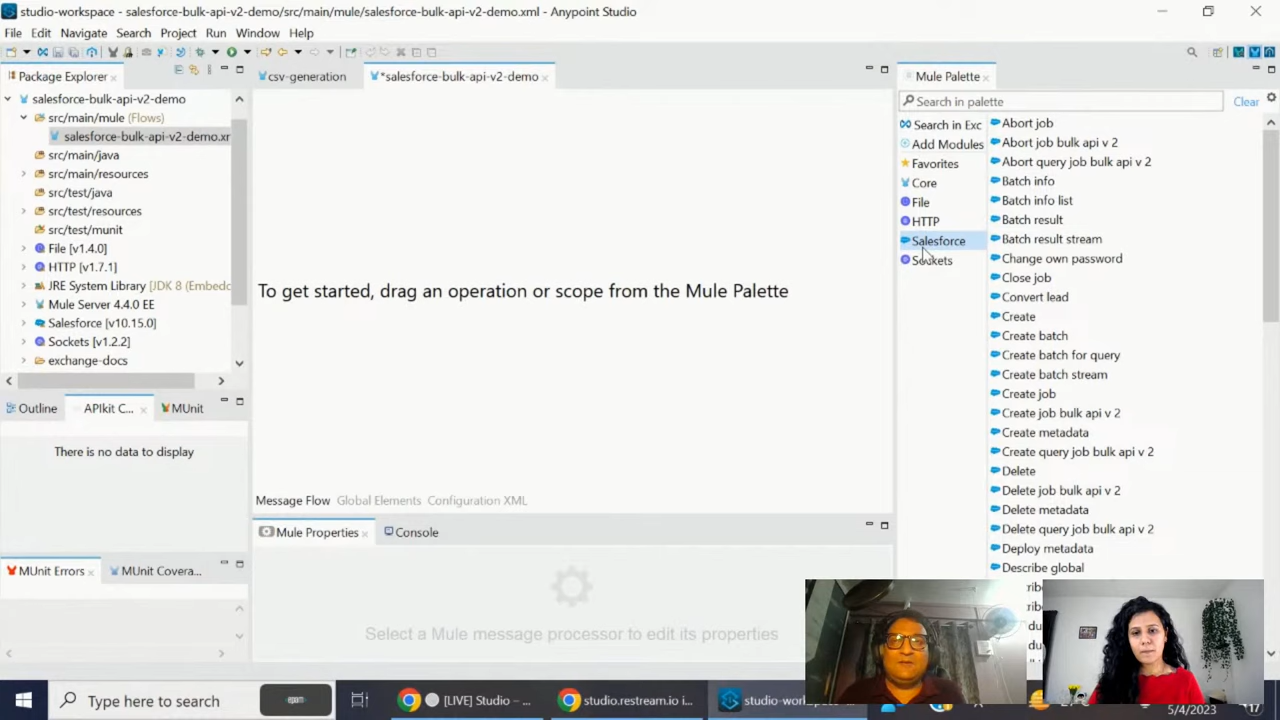 studio-workspace - salesforce-bulk-api-v2-demo/src/main/mule/salesforce-bulk-api-v2-demo.xml - Anypoint Studio
File Edit Navigate Search Project Run Window Help
Package Explorer
salesforce-bulk-api-v2-demo
src/main/mule (Flows)
salesforce-bulk-api-v2-demo.xr
src/main/java
src/main/resources
src/test/java
src/test/resources
src/test/munit
File [v1.4.0]
HTTP [v1.7.1]
JRE System Library [JDK 8 (Embedc
Mule Server 4.4.0 EE
Salesforce [v10.15.0]
Sockets [v1.2.2]
exchange-docs
Outline APIkit C... MUnit
There is no data to display
MUnit Errors MUnit Covera...
csv-generation *salesforce-bulk-api-v2-demo
To get started, drag an operation or scope from the Mule Palette
Message Flow Global Elements Configuration XML
Mule Properties Console
Select a Mule message processor to edit its properties
Mule Palette
Search in palette Clear
Search in Exc
Add Modules
Favorites
Core
File
HTTP
Salesforce
Sockets
Abort job
Abort job bulk api v 2
Abort query job bulk api v 2
Batch info
Batch info list
Batch result
Batch result stream
Change own password
Close job
Convert lead
Create
Create batch
Create batch for query
Create batch stream
Create job
Create job bulk api v 2
Create metadata
Create query job bulk api v 2
Delete
Delete job bulk api v 2
Delete metadata
Delete query job bulk api v 2
Deploy metadata
Describe global
Type here to search
[LIVE] Studio – ... studio.restream.io i... studio-workspace
5/4/2023
17